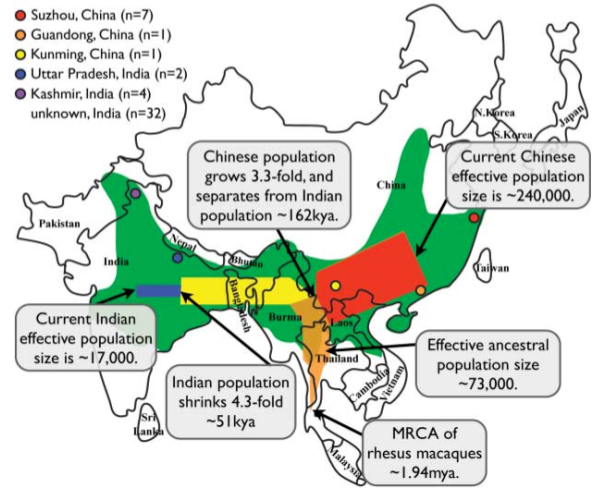 Suzhou, China (n=7)
Guandong, China (n=1)
Kunming, China (n=1)
Uttar Pradesh, India (n=2)
Kashmir, India (n=4)
unknown, India (n=32)
N.Korea
S.Korea
Japan
Chinese population
grows 3.3-fold, and
separates from Indian
population ~162kya.
Current Chinese
effective population
size is ~240,000.
China
Pakistan
Nepal
Bhutan
India
Taiwan
Bangladesh
Burma
Laos
Current Indian
effective population
size is ~17,000.
Thailand
Effective ancestral
population size
~73,000.
Cambodia
Vietnam
Indian population
shrinks 4.3-fold
~51kya
Sri
Lanka
MRCA of
rhesus macaques
~1.94mya.
Malaysia